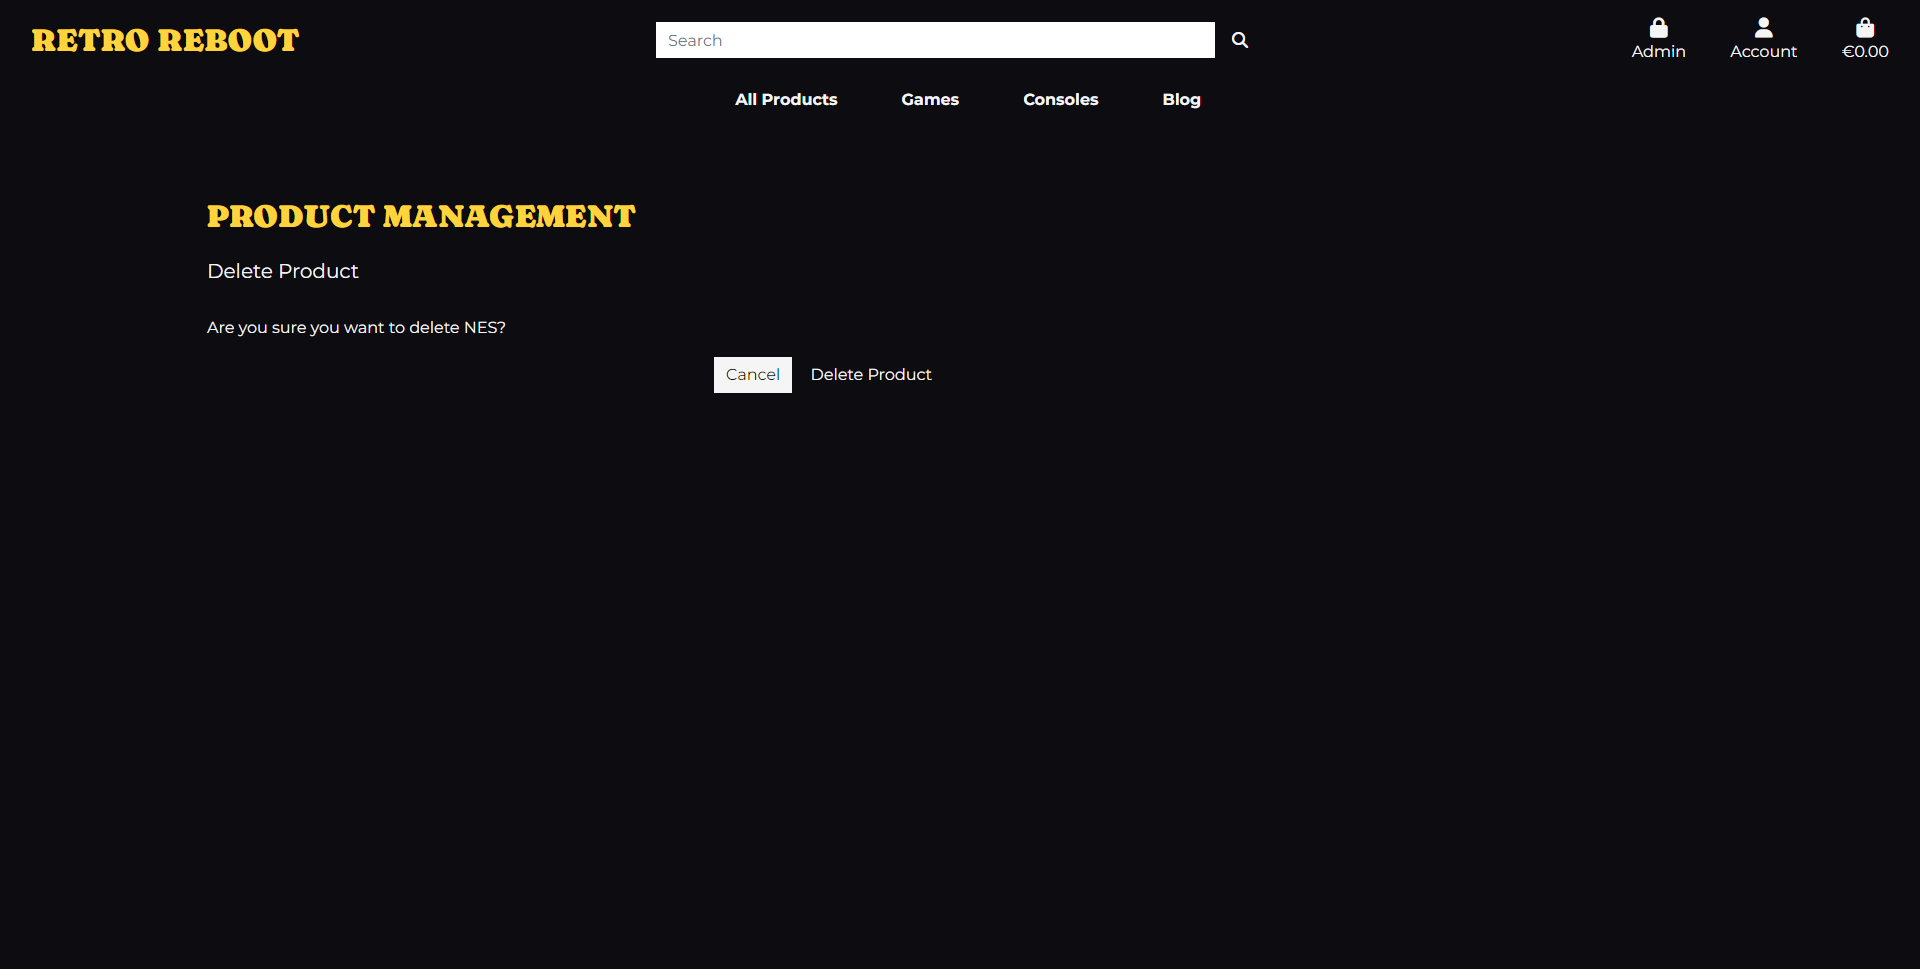 RETRO REBOOT
Search
Admin
Account
€0.00
All Products
Games
Consoles
Blog
PRODUCT MANAGEMENT
Delete Product
Are you sure you want to delete NES?
Cancel
Delete Product